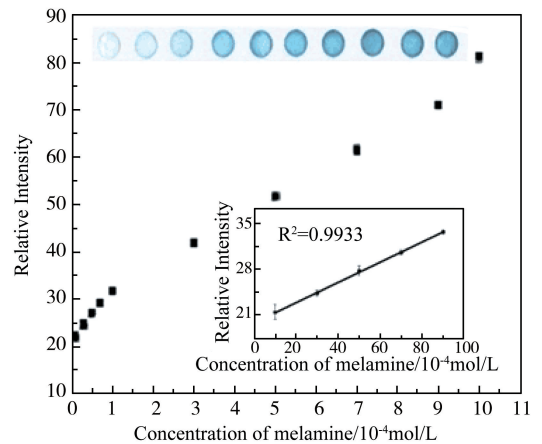 90
80
70
60
50
40
30
20
10
Relative Intensity
R²=0.9933
35
28
21
Relative Intensity
0 20 40 60 80 100
Concentration of melamine/10⁻⁴mol/L
0 1 2 3 4 5 6 7 8 9 10 11
Concentration of melamine/10⁻⁴mol/L